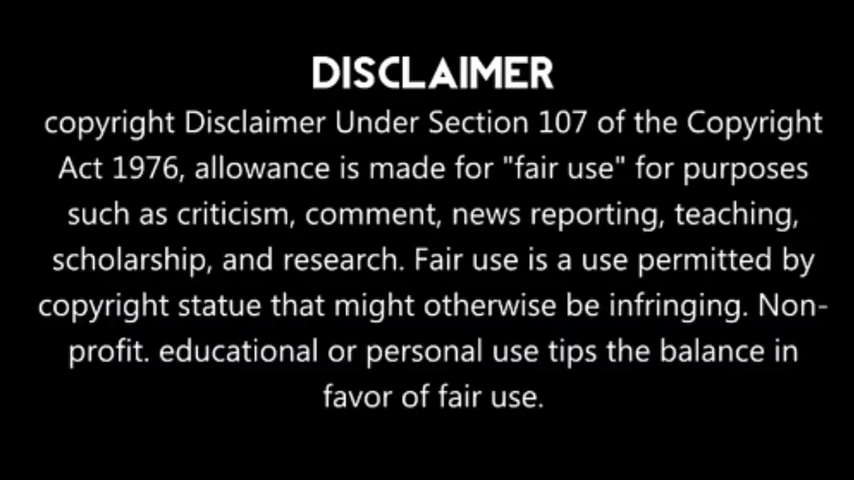 DISCLAIMER
copyright Disclaimer Under Section 107 of the Copyright
Act 1976, allowance is made for "fair use" for purposes
such as criticism, comment, news reporting, teaching,
scholarship, and research. Fair use is a use permitted by
copyright statue that might otherwise be infringing. Non-
profit. educational or personal use tips the balance in
favor of fair use.